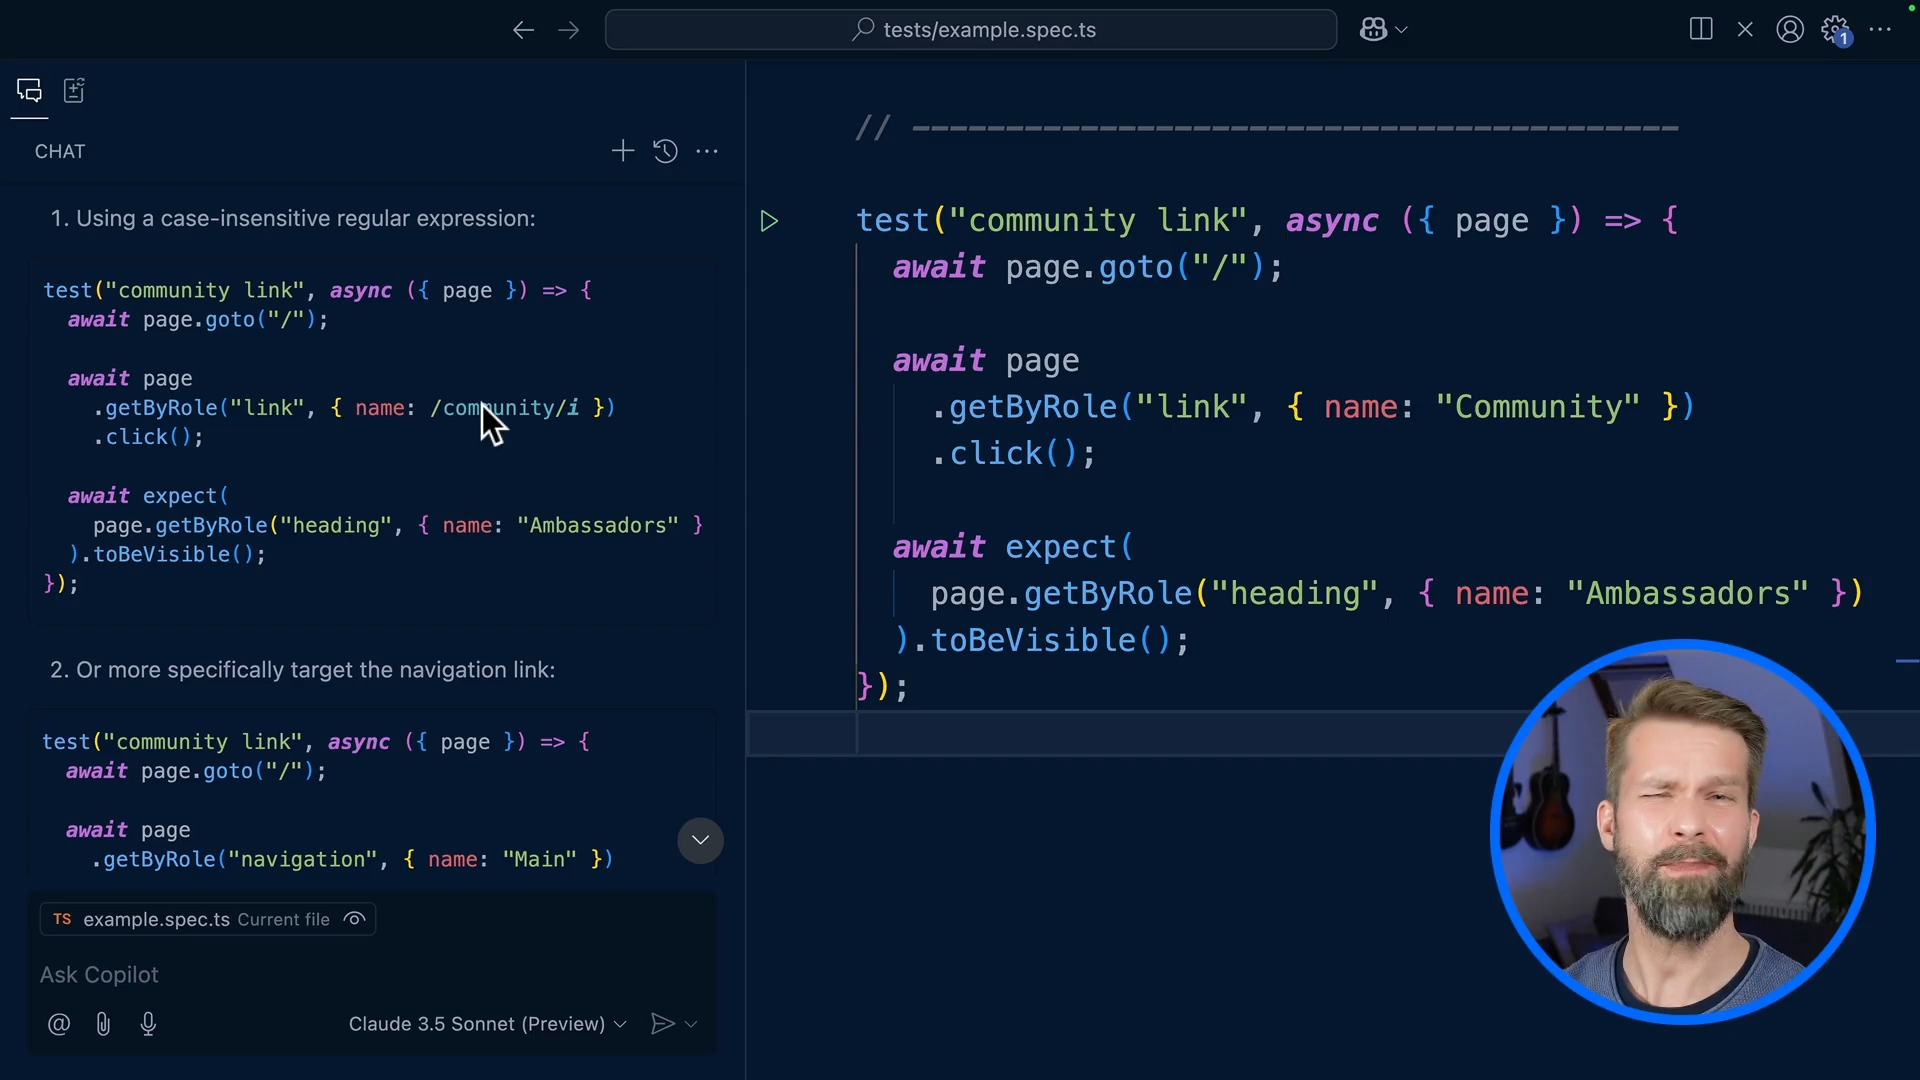 tests/example.spec.ts
1
CHAT
1. Using a case-insensitive regular expression:
test("community link", async ({ page }) => {
await page.goto("/");
await page
.getByRole("link", { name: /community/i })
.click();
await expect(
page.getByRole("heading", { name: "Ambassadors" }
).toBeVisible();
});
2. Or more specifically target the navigation link:
test("community link", async ({ page }) => {
await page.goto("/");
await page
.getByRole("navigation", { name: "Main" })
TS example.spec.ts Current file
Ask Copilot
Claude 3.5 Sonnet (Preview)
// -----------------------------------------
test("community link", async ({ page }) => {
await page.goto("/");
await page
.getByRole("link", { name: "Community" })
.click();
await expect(
page.getByRole("heading", { name: "Ambassadors" })
).toBeVisible();
});